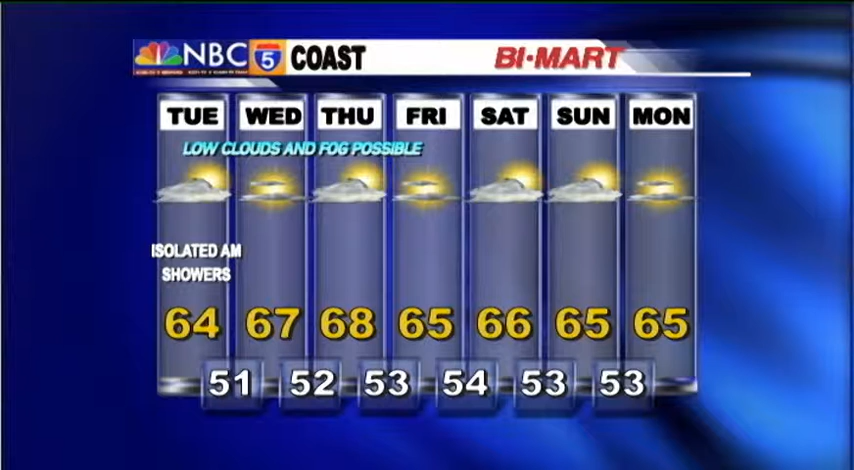 NBC 5 COAST BI-MART
TUE WED THU FRI SAT SUN MON
LOW CLOUDS AND FOG POSSIBLE
ISOLATED AM
SHOWERS
64 67 68 65 66 65 65
51 52 53 54 53 53